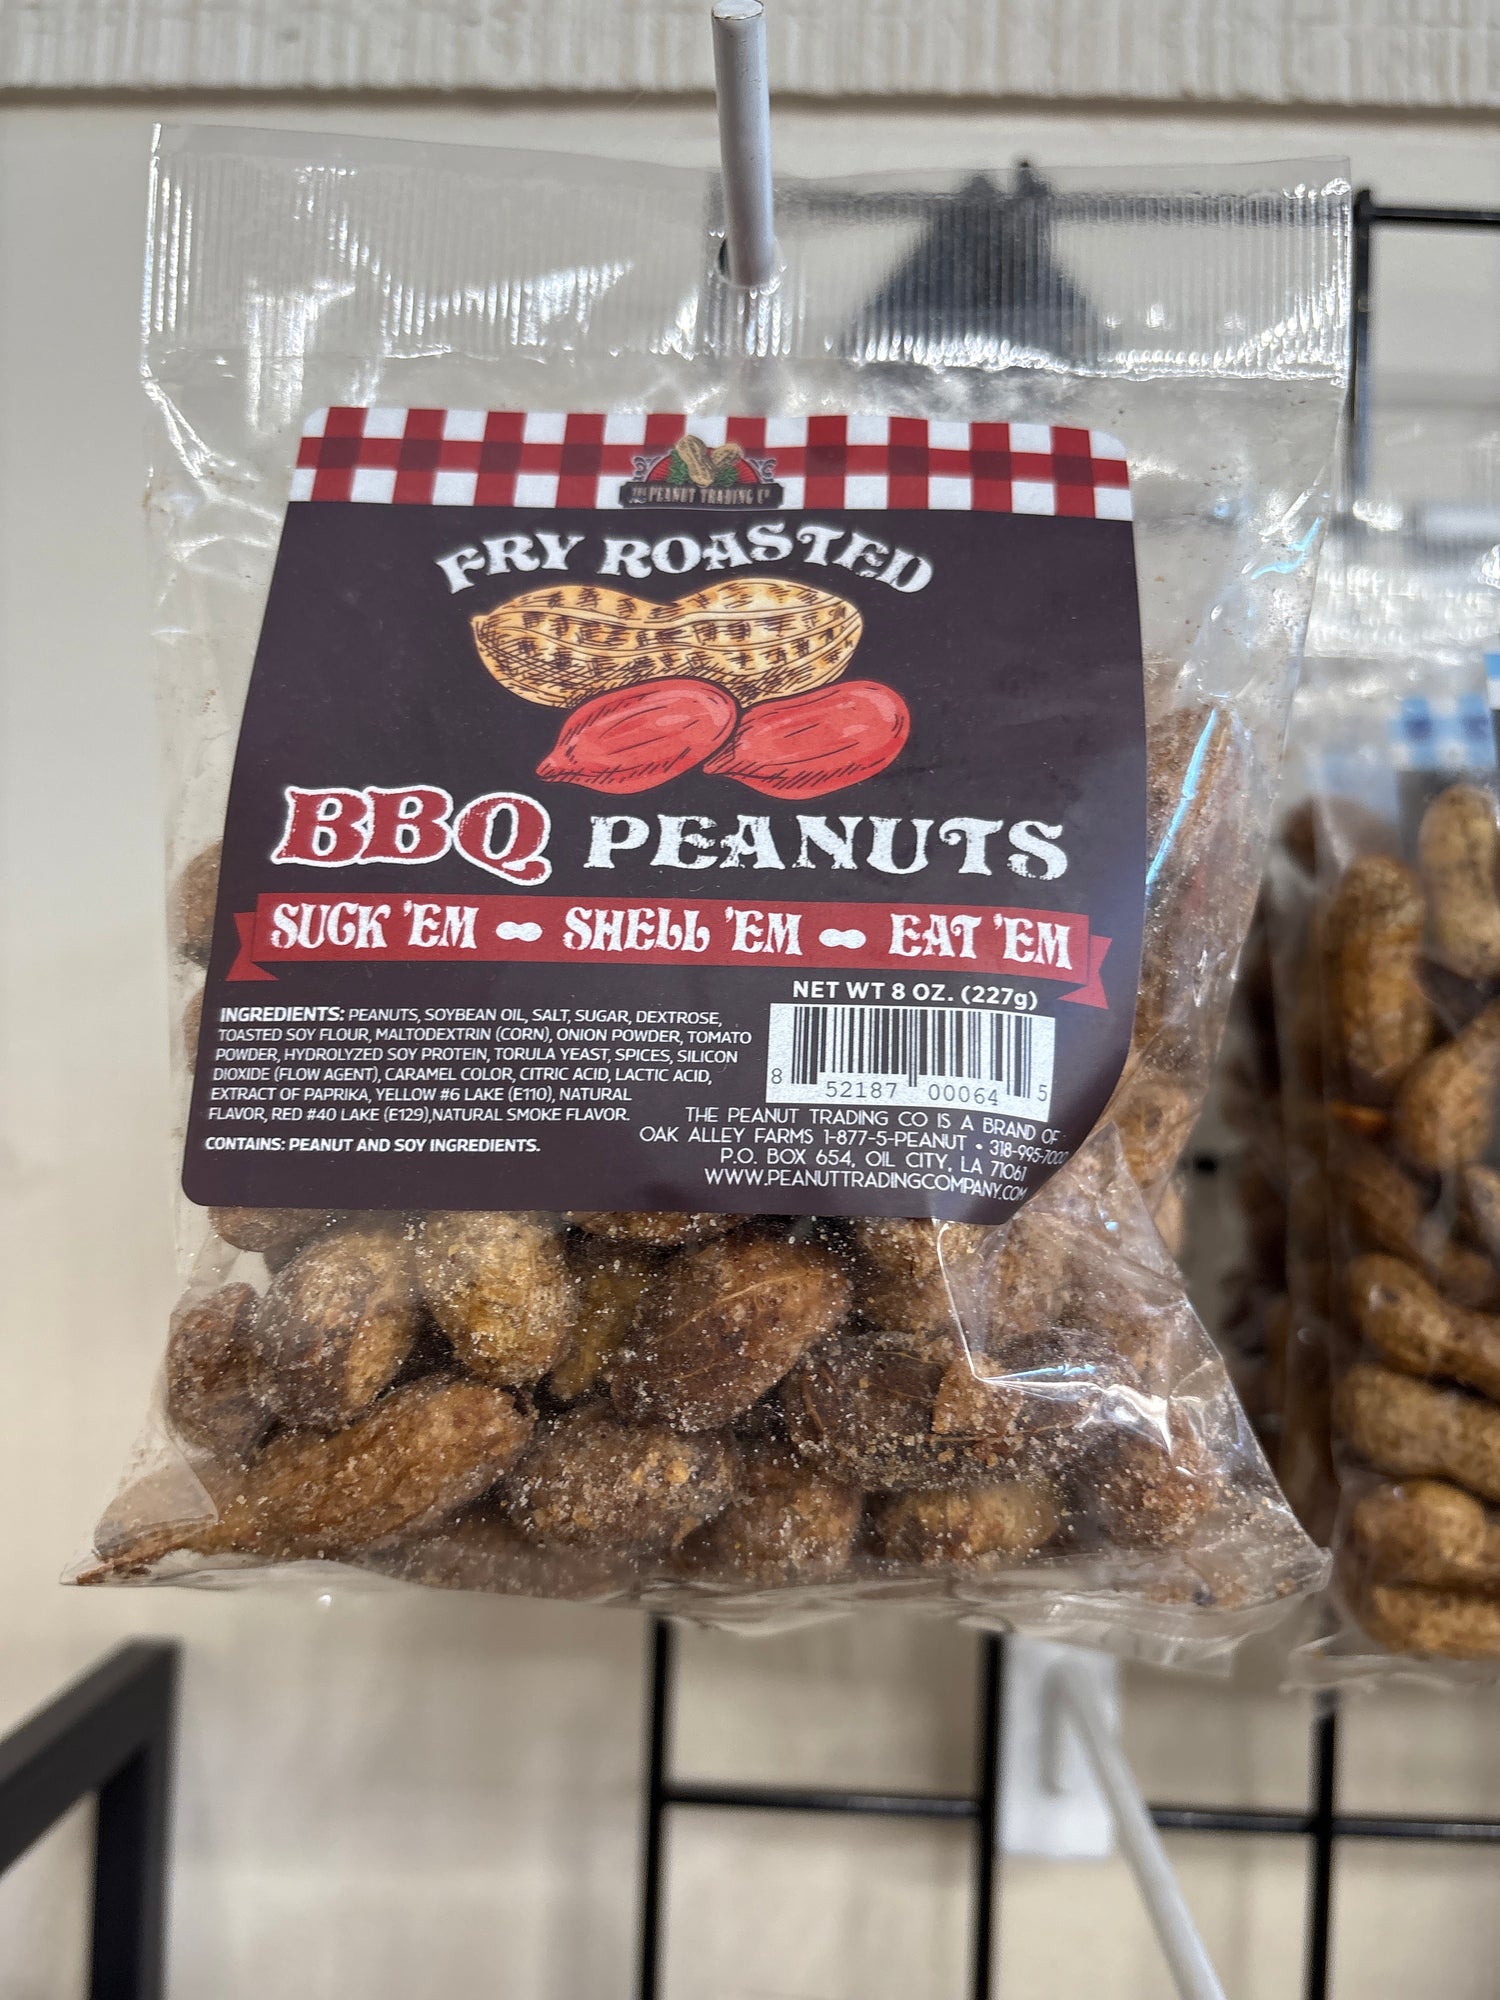 THE PEANUT TRADING CO
FRY ROASTED
BBQ PEANUTS
SUCK 'EM SHELL 'EM EAT 'EM
NET WT 8 OZ. (227g)
INGREDIENTS: PEANUTS, SOYBEAN OIL, SALT, SUGAR, DEXTROSE,
TOASTED SOY FLOUR, MALTODEXTRIN (CORN), ONION POWDER, TOMATO
POWDER, HYDROLYZED SOY PROTEIN, TORULA YEAST, SPICES, SILICON
DIOXIDE (FLOW AGENT), CARAMEL COLOR, CITRIC ACID, LACTIC ACID,
EXTRACT OF PAPRIKA, YELLOW #6 LAKE (E110), NATURAL
FLAVOR, RED #40 LAKE (E129),NATURAL SMOKE FLAVOR.
CONTAINS: PEANUT AND SOY INGREDIENTS.
8 52187 00064 5
THE PEANUT TRADING CO IS A BRAND OF
OAK ALLEY FARMS 1-877-5-PEANUT • 318-995-7000
P.O. BOX 654, OIL CITY, LA 71061
WWW.PEANUTTRADINGCOMPANY.COM